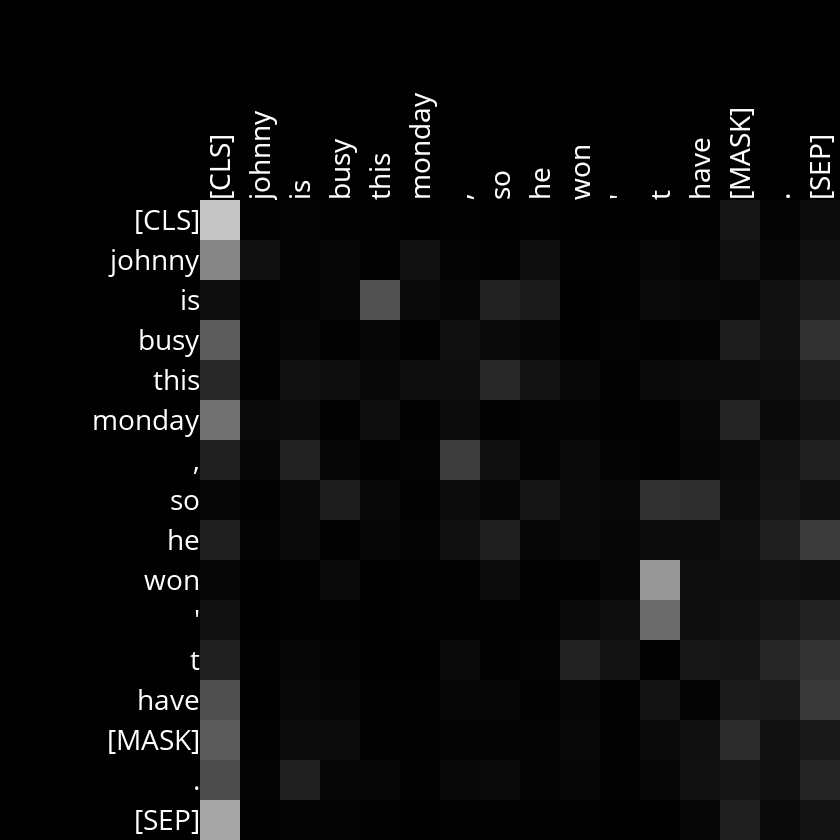 [CLS] johnny is busy this monday , so he won ' t have [MASK] . [SEP]
[CLS]
johnny
is
busy
this
monday
,
so
he
won
'
t
have
[MASK]
.
[SEP]